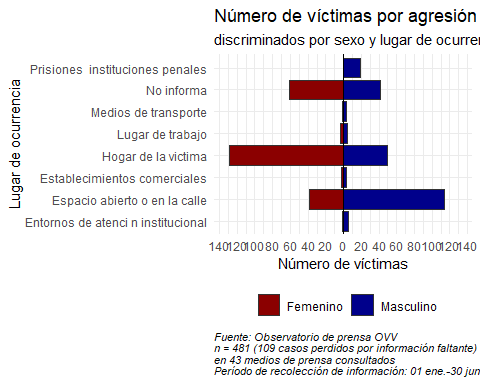 Número de víctimas por agresión
discriminados por sexo y lugar de ocurren
Lugar de ocurrencia
Prisiones instituciones penales
No informa
Medios de transporte
Lugar de trabajo
Hogar de la victima
Establecimientos comerciales
Espacio abierto o en la calle
Entornos de atenci n institucional
140 120 100 80 60 40 20 0 20 40 60 80 100 120 140
Número de víctimas
Femenino Masculino
Fuente: Observatorio de prensa OVV
n = 481 (109 casos perdidos por información faltante)
en 43 medios de prensa consultados
Período de recolección de información: 01 ene.-30 jun